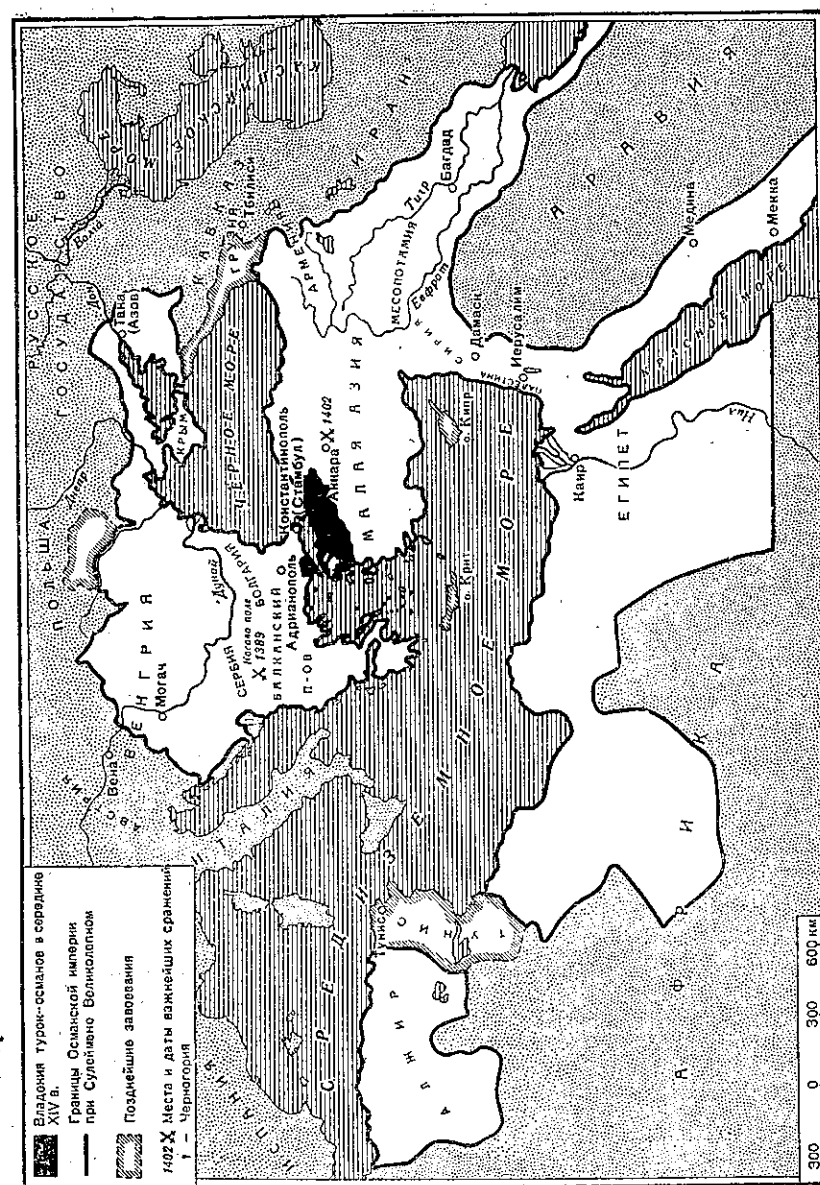 Владения турок-османов в середине
XIV в.
Границы Османской империи
при Сулеймане Великолепном
Позднейшие завоевания
1402 X Места и даты важнейших сражений
1 – Черногория
РУССКОЕ
ГОСУДАРСТВО
ПОЛЬША
Волга
Дон
Днепр
Тана
(Азов)
КРЫМ
КАСПИЙСКОЕ
МОРЕ
КАВКАЗ
ГРУЗИЯ
Тбилиси
ИРАН
АРМЕНИЯ
ЧЕРНОЕ МОРЕ
АВСТРИЯ
Вена
ВЕНГРИЯ
Могач
Дунай
СЕРБИЯ
Косово поле
X 1389
БОЛГАРИЯ
БАЛКАНСКИЙ
П-ОВ
Адрианополь
Константинополь
(Стамбул)
X 1402
Анкара
МАЛАЯ АЗИЯ
Тигр
Багдад
МЕСОПОТАМИЯ
Евфрат
СИРИЯ
Дамаск
Иерусалим
ПАЛЕСТИНА
АРАВИЯ
Медина
Мекка
КРАСНОЕ МОРЕ
ИТАЛИЯ
ИСПАНИЯ
СРЕДИЗЕМНОЕ МОРЕ
о. Крит
о. Кипр
Каир
Нил
ЕГИПЕТ
Тунис
ТУНИС
АЛЖИР
АФРИКА
300 0 300 600 км